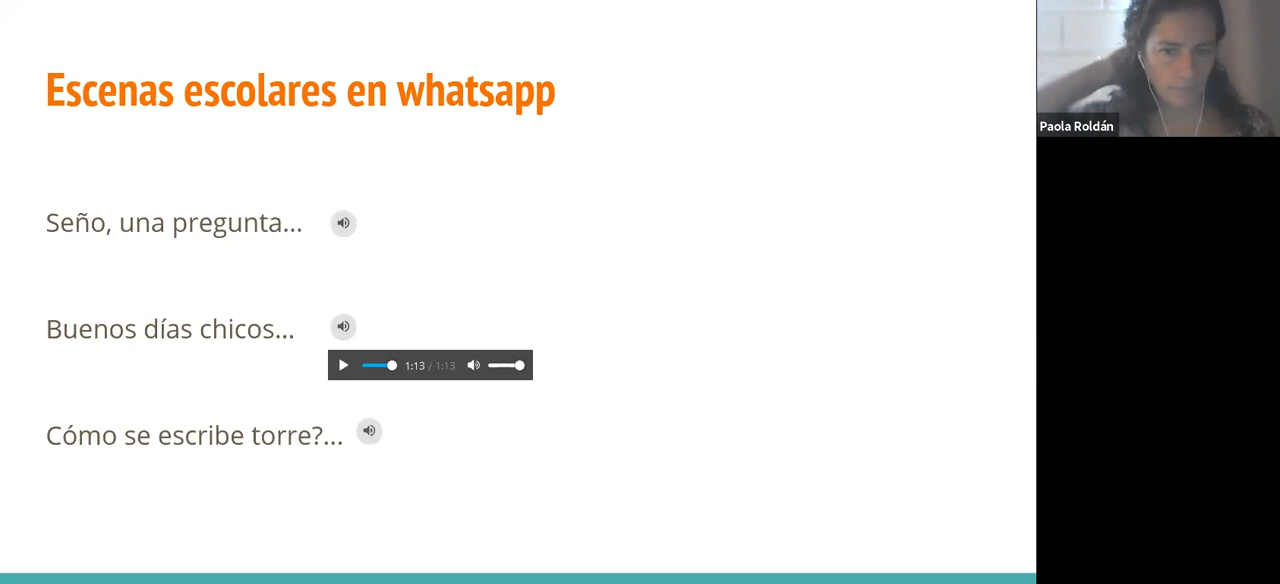 Escenas escolares en whatsapp
Paola Roldán
Seño, una pregunta...
Buenos días chicos...
1:13 / 1:13
Cómo se escribe torre?...